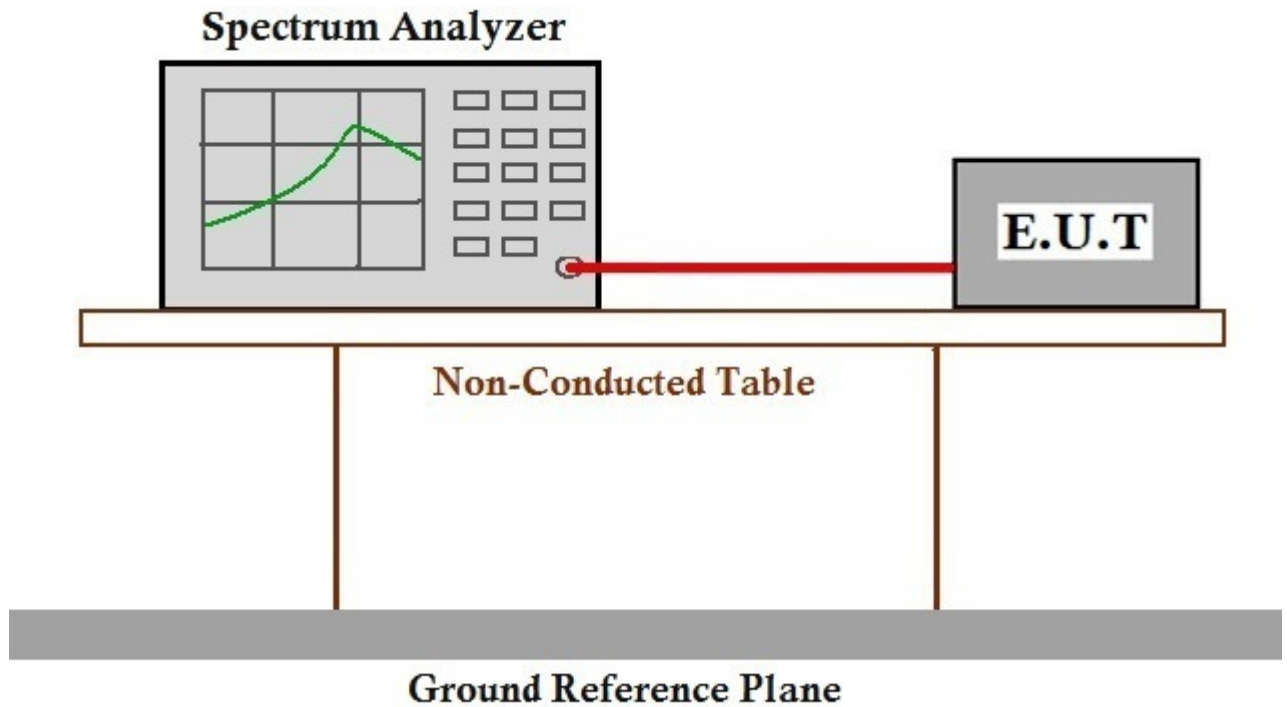 Spectrum Analyzer
E.U.T
Non-Conducted Table
Ground Reference Plane